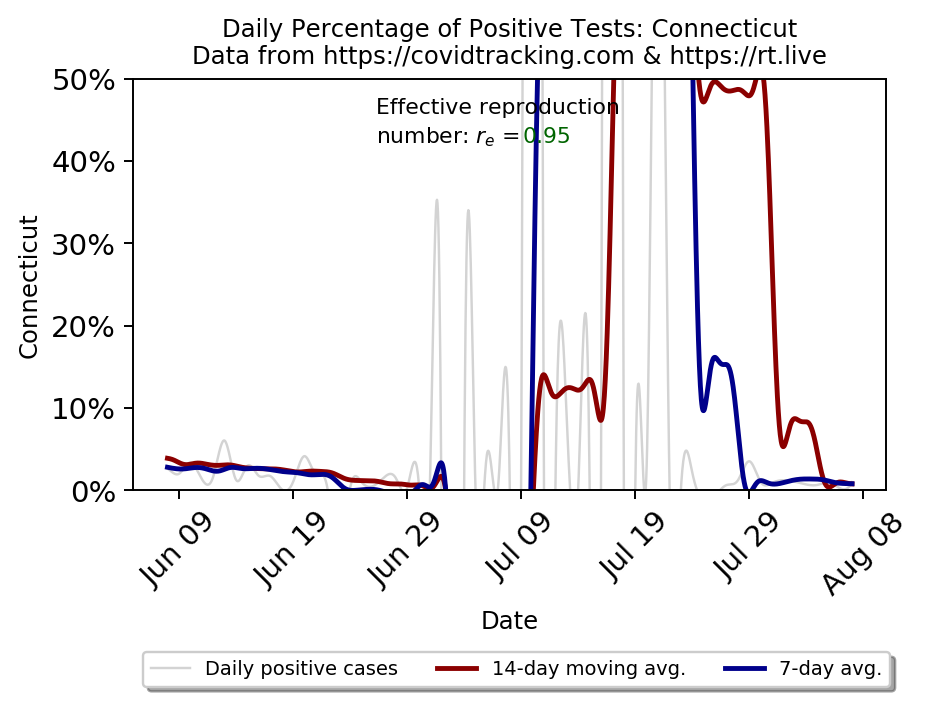 Daily Percentage of Positive Tests: Connecticut
Data from https://covidtracking.com & https://rt.live
50%
Effective reproduction
number: re =0.95
40%
30%
20%
10%
0%
Connecticut
Jun 09
Jun 19
Jun 29
Jul 09
Jul 19
Jul 29
Aug 08
Date
Daily positive cases
14-day moving avg.
7-day avg.